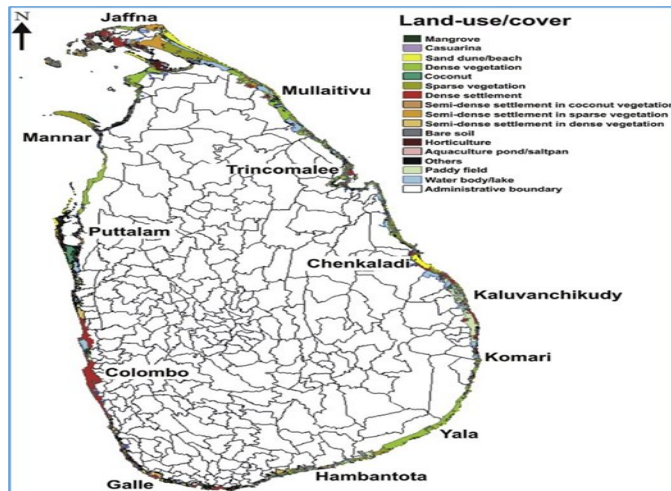 Land-use/cover
Mangrove
Casuarina
Sand dune/beach
Dense vegetation
Coconut
Sparse vegetation
Dense settlement
Semi-dense settlement in coconut vegetation
Semi-dense settlement in sparse vegetation
Semi-dense settlement in dense vegetation
Bare soil
Horticulture
Aquaculture pond/saltpan
Others
Paddy field
Water body/lake
Administrative boundary
N
Jaffna
Mullaitivu
Mannar
Trincomalee
Puttalam
Chenkaladi
Kaluvanchikudy
Komari
Colombo
Yala
Hambantota
Galle